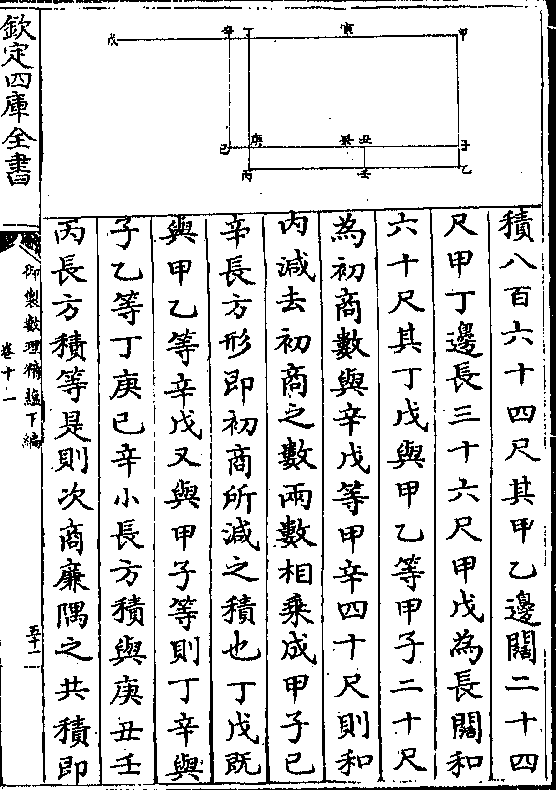 積八百六十四尺其甲乙邊闊二十四
尺甲丁邊長三十六尺甲戊為長闊和
六十尺其丁戊與甲乙等甲子二十尺
為初商數與辛戊等甲辛四十尺則和
內減去初商之數兩數相乘成甲子己
辛長方形即初商所減之積也丁戊既
與甲乙等辛戊又與甲子等則丁辛與
子乙等丁庚己辛小長方積與庚丑壬
丙長方積等是則次商廉隅之共積即
甲
寅
丁
辛
戊
子
丑
癸
庚
己
乙
壬
丙
欽定四庫全書
御製數理精蘊下編
卷十一